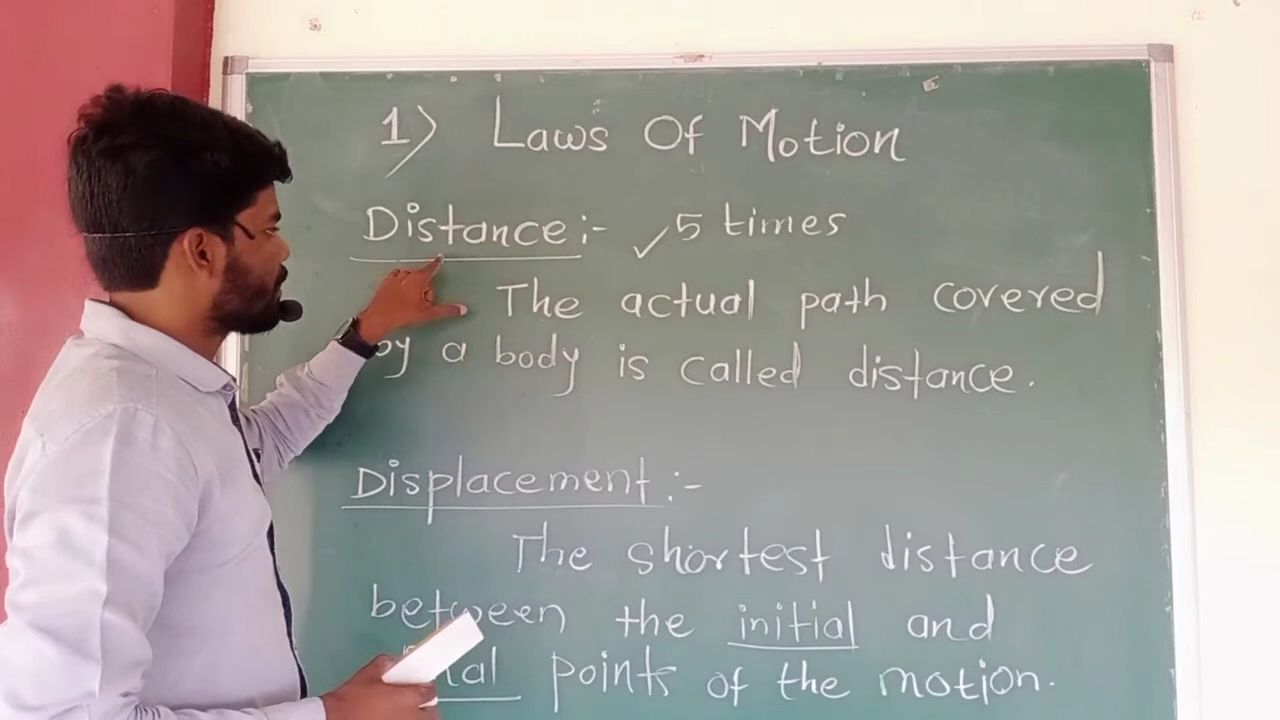 1) Laws Of Motion
Distance :- ✓ 5 times
The actual path covered
by a body is called distance.
Displacement :-
The shortest distance
between the initial and
points of the motion.